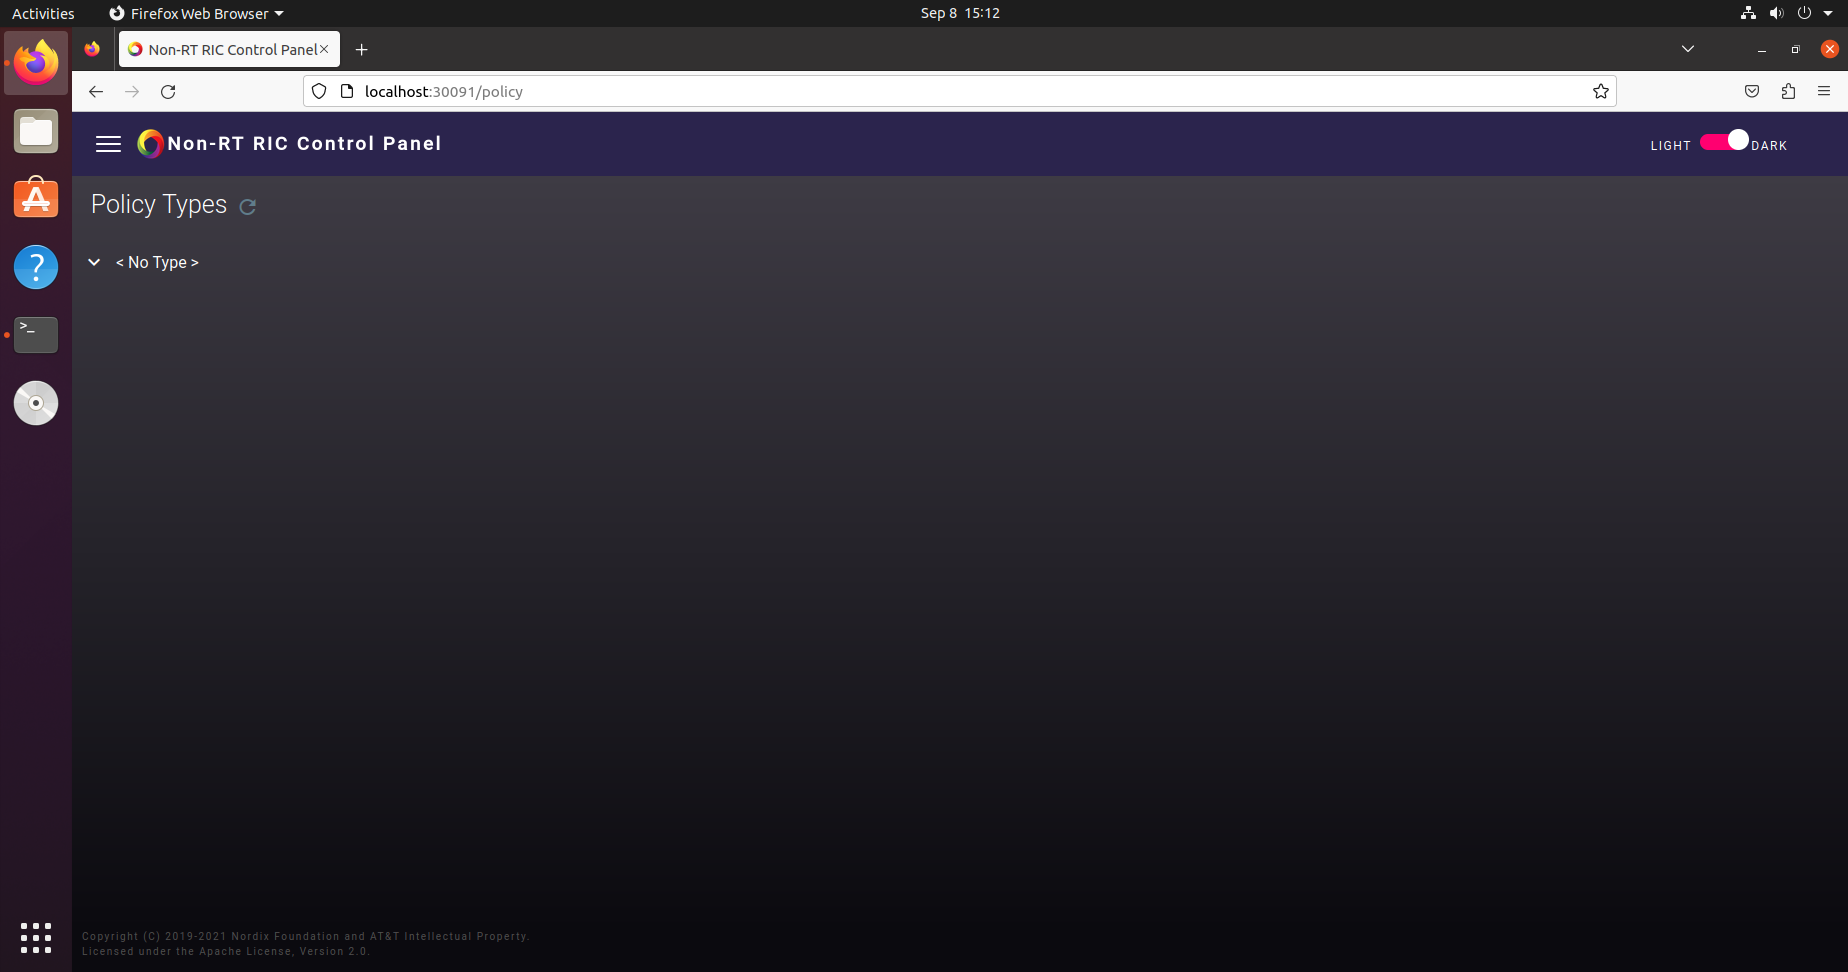 Activities Firefox Web Browser Sep 8 15:12
Non-RT RIC Control Panel
localhost:30091/policy
Non-RT RIC Control Panel LIGHT DARK
Policy Types
< No Type >
>_
Copyright (C) 2019-2021 Nordix Foundation and AT&T Intellectual Property.
Licensed under the Apache License, Version 2.0.